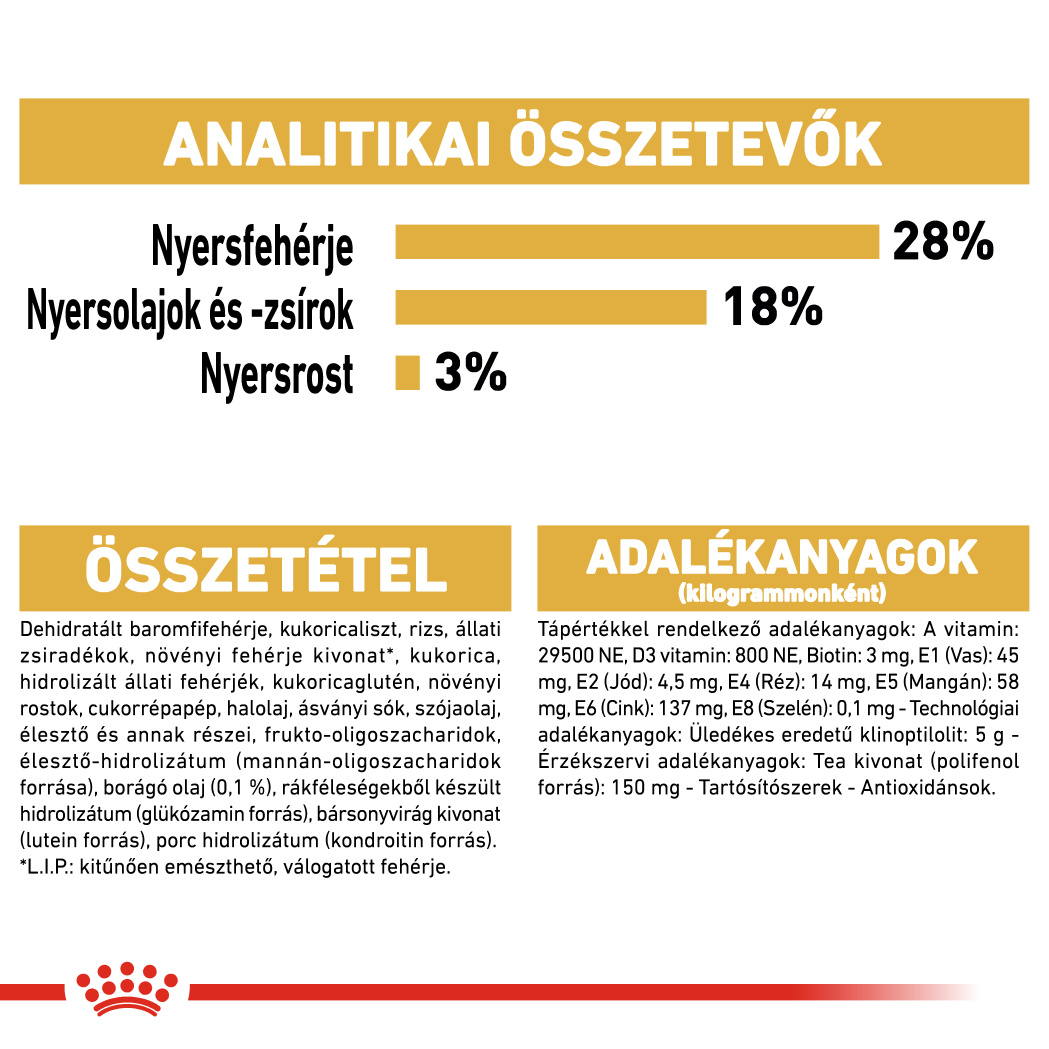 ANALITIKAI ÖSSZETEVŐK
Nyersfehérje 28%
Nyersolajok és -zsírok 18%
Nyersrost 3%
ÖSSZETÉTEL
Dehidratált baromfifehérje, kukoricaliszt, rizs, állati
zsiradékok, növényi fehérje kivonat*, kukorica,
hidrolizált állati fehérjék, kukoricaglutén, növényi
rostok, cukorrépapép, halolaj, ásványi sók, szójaolaj,
élesztő és annak részei, frukto-oligoszacharidok,
élesztő-hidrolizátum (mannán-oligoszacharidok
forrása), borágó olaj (0,1 %), rákféleségekből készült
hidrolizátum (glükózamin forrás), bársonyvirág kivonat
(lutein forrás), porc hidrolizátum (kondroitin forrás).
*L.I.P.: kitűnően emészthető, válogatott fehérje.
ADALÉKANYAGOK
(kilogrammonként)
Tápértékkel rendelkező adalékanyagok: A vitamin:
29500 NE, D3 vitamin: 800 NE, Biotin: 3 mg, E1 (Vas): 45
mg, E2 (Jód): 4,5 mg, E4 (Réz): 14 mg, E5 (Mangán): 58
mg, E6 (Cink): 137 mg, E8 (Szelén): 0,1 mg - Technológiai
adalékanyagok: Üledékes eredetű klinoptilolit: 5 g -
Érzékszervi adalékanyagok: Tea kivonat (polifenol
forrás): 150 mg - Tartósítószerek - Antioxidánsok.